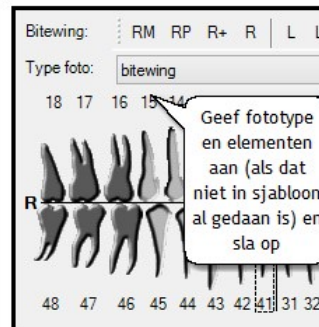 Bitewing: RM RP R+ R L
Type foto: bitewing
18 17 16 15 14
Geef fototype
en elementen
aan (als dat
niet in sjabloon
al gedaan is) en
sla op
R
48 47 46 45 44 43 42 41 31 32